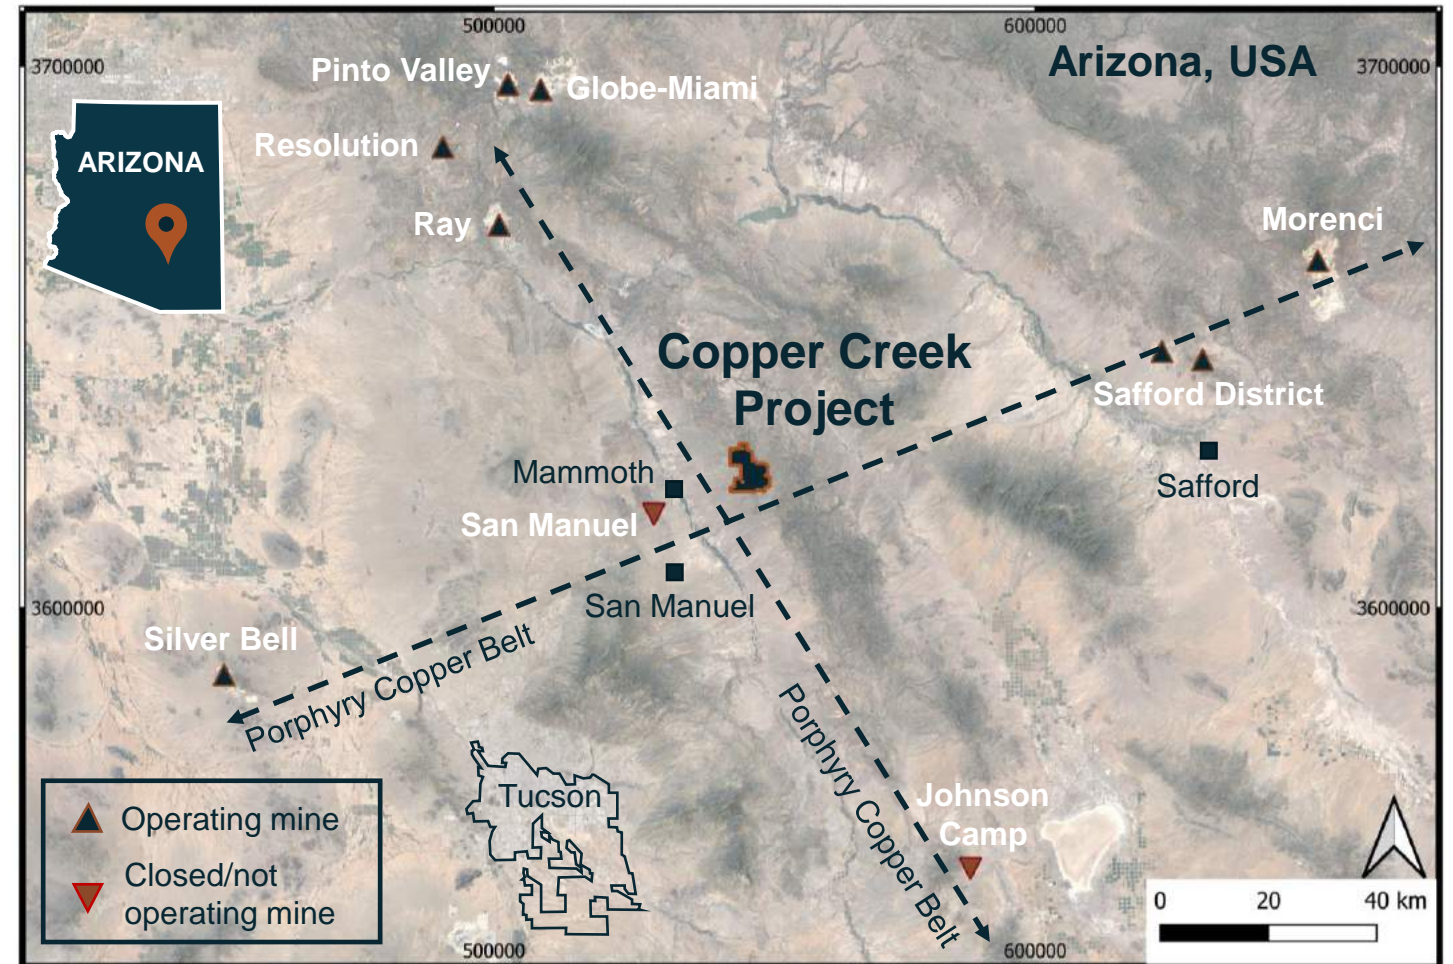 500000
600000
3700000
Pinto Valley
Globe-Miami
Arizona, USA
3700000
Resolution
ARIZONA
Ray
Morenci
Copper Creek
Project
Safford District
Mammoth
Safford
San Manuel
San Manuel
3600000
3600000
Silver Bell
Porphyry Copper Belt
Porphyry Copper Belt
Tucson
Johnson
Camp
Operating mine
Closed/not
operating mine
0 20 40 km
500000
600000